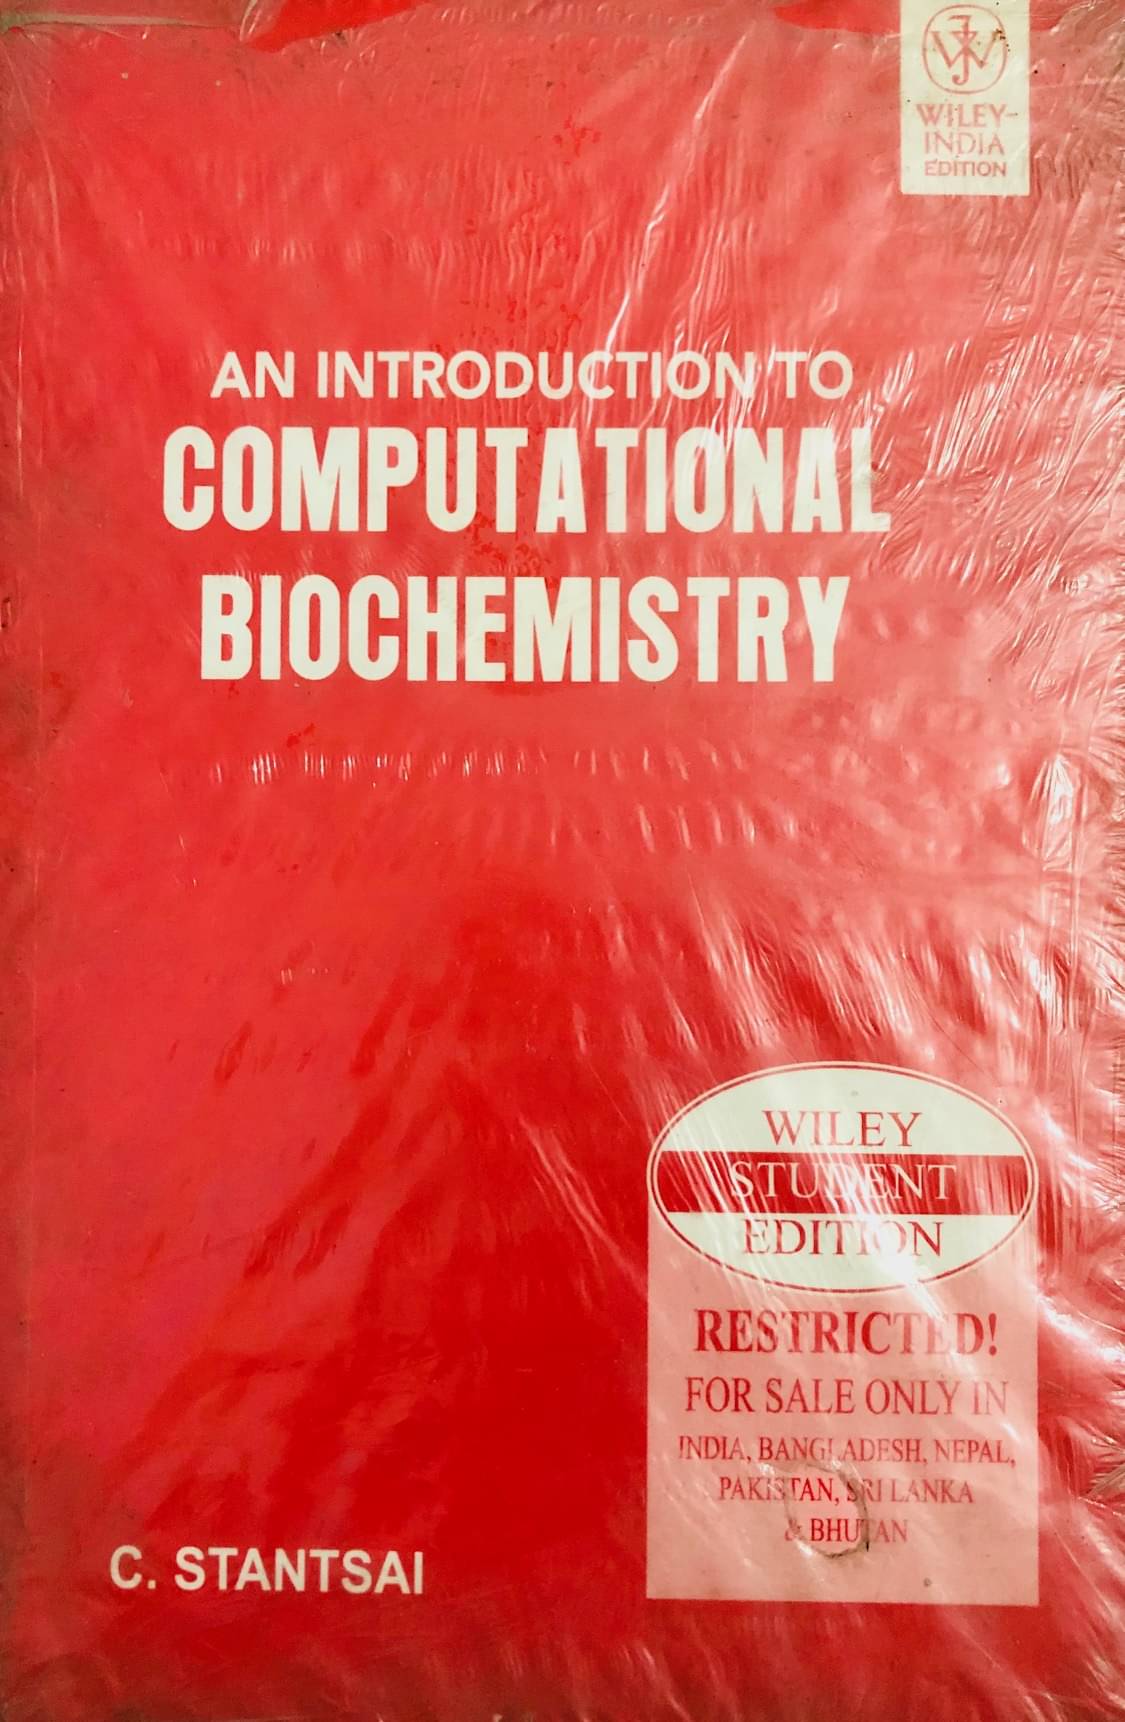 WILEY-
INDIA
EDITION
AN INTRODUCTION TO
COMPUTATIONAL
BIOCHEMISTRY
WILEY
STUDENT
EDITION
RESTRICTED!
FOR SALE ONLY IN
INDIA, BANGLADESH, NEPAL,
PAKISTAN, SRI LANKA
& BHUTAN
C. STANTSAI